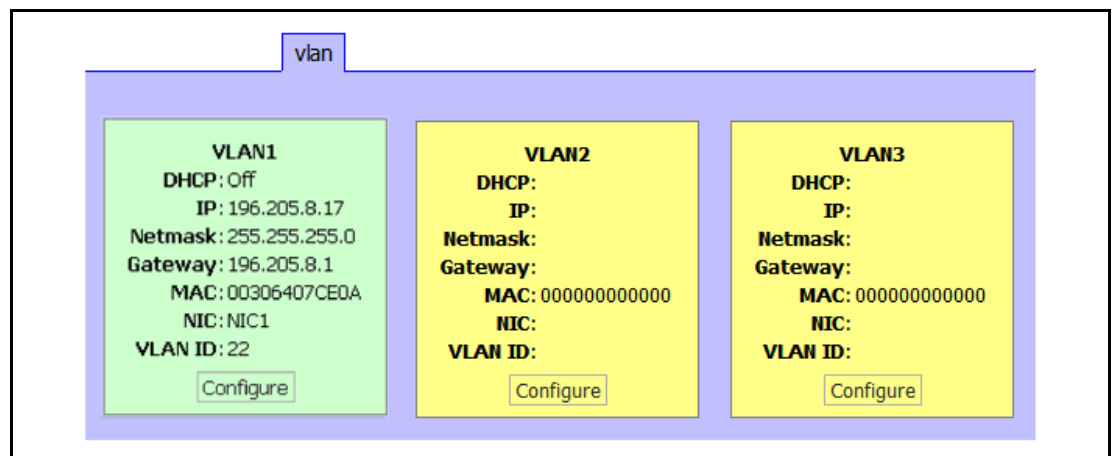 vlan
VLAN1
DHCP: Off
IP: 196.205.8.17
Netmask: 255.255.255.0
Gateway: 196.205.8.1
MAC: 00306407CE0A
NIC: NIC1
VLAN ID: 22
Configure
VLAN2
DHCP:
IP:
Netmask:
Gateway:
MAC: 000000000000
NIC:
VLAN ID:
Configure
VLAN3
DHCP:
IP:
Netmask:
Gateway:
MAC: 000000000000
NIC:
VLAN ID:
Configure